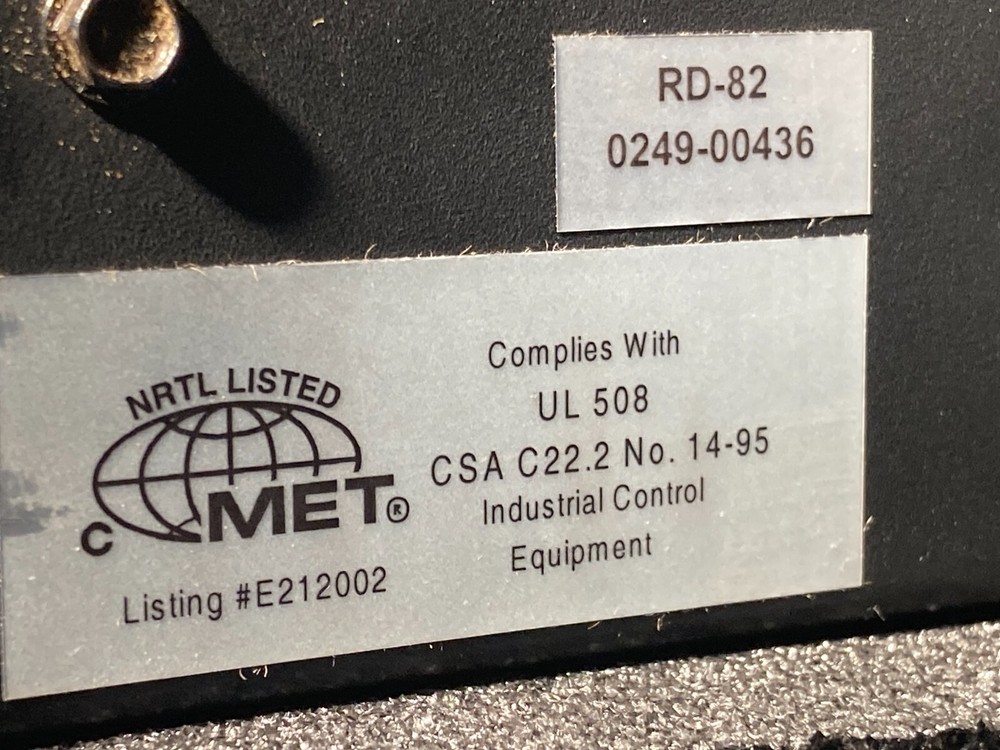 RD-82
0249-00436
NRTL LISTED
C MET®
Listing #E212002
Complies With
UL 508
CSA C22.2 No. 14-95
Industrial Control
Equipment